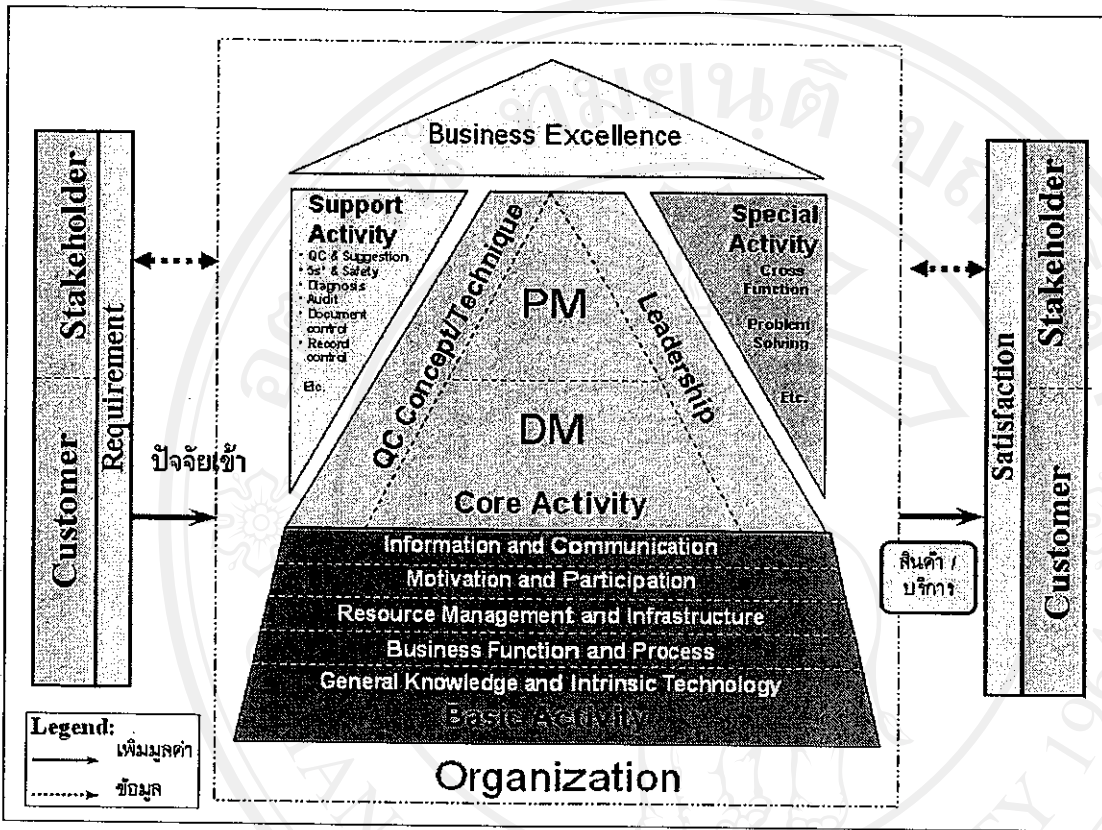 Business Excellence
Stakeholder
Customer
Requirement
ปัจจัยเข้า
Support
Activity
• QC & Suggestion
• 5s' & Safety
• Diagnosis
• Audit
• Document
control
• Record
control
Etc.
QC Concept/Technique
PM
DM
Leadership
Core Activity
Special
Activity
Cross
Function
Problem
Solving
Etc.
Information and Communication
Motivation and Participation
Resource Management and Infrastructure
Business Function and Process
General Knowledge and Intrinsic Technology
Basic Activity
Organization
Satisfaction
Stakeholder
Customer
สินค้า /
บริการ
Legend:
เพิ่มมูลค่า
ข้อมูล